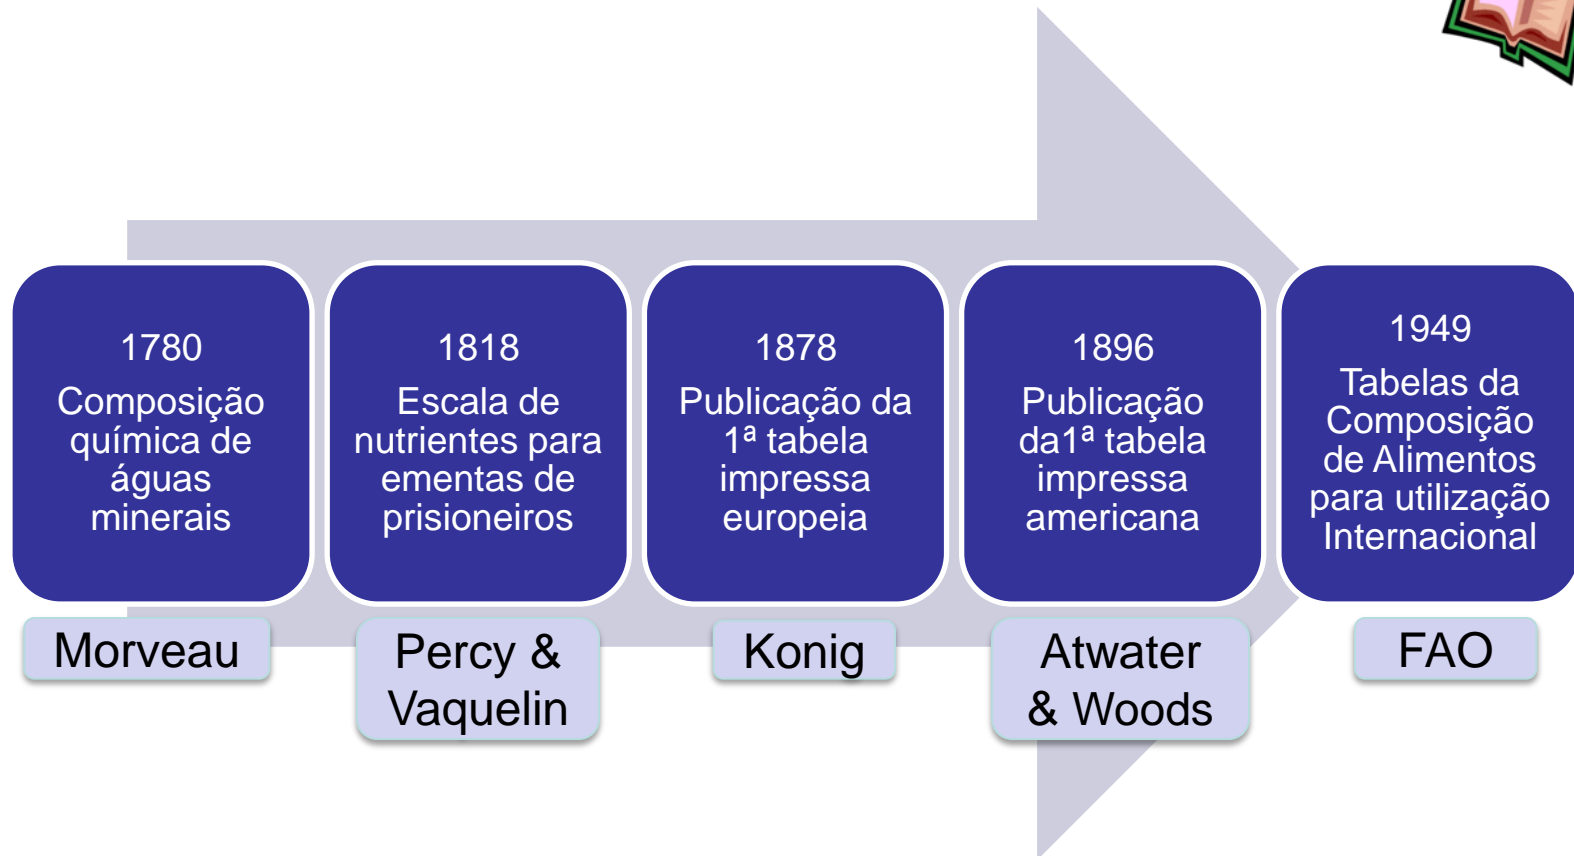 1780
Composição
química de
águas
minerais
Morveau
1818
Escala de
nutrientes para
ementas de
prisioneiros
Percy &
Vaquelin
1878
Publicação da
1ª tabela
impressa
europeia
Konig
1896
Publicação
da1ª tabela
impressa
americana
Atwater
& Woods
1949
Tabelas da
Composição
de Alimentos
para utilização
Internacional
FAO